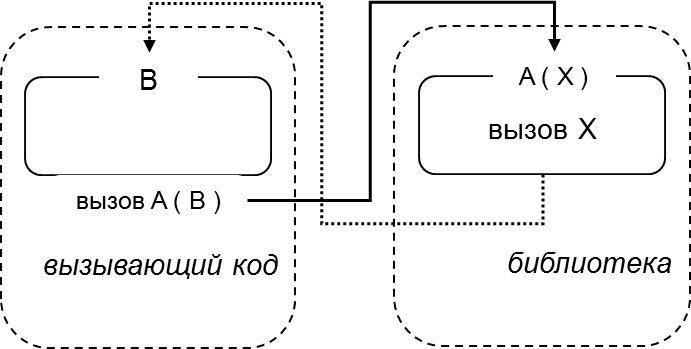 B
вызов A ( B )
вызывающий код
A ( X )
вызов X
библиотека